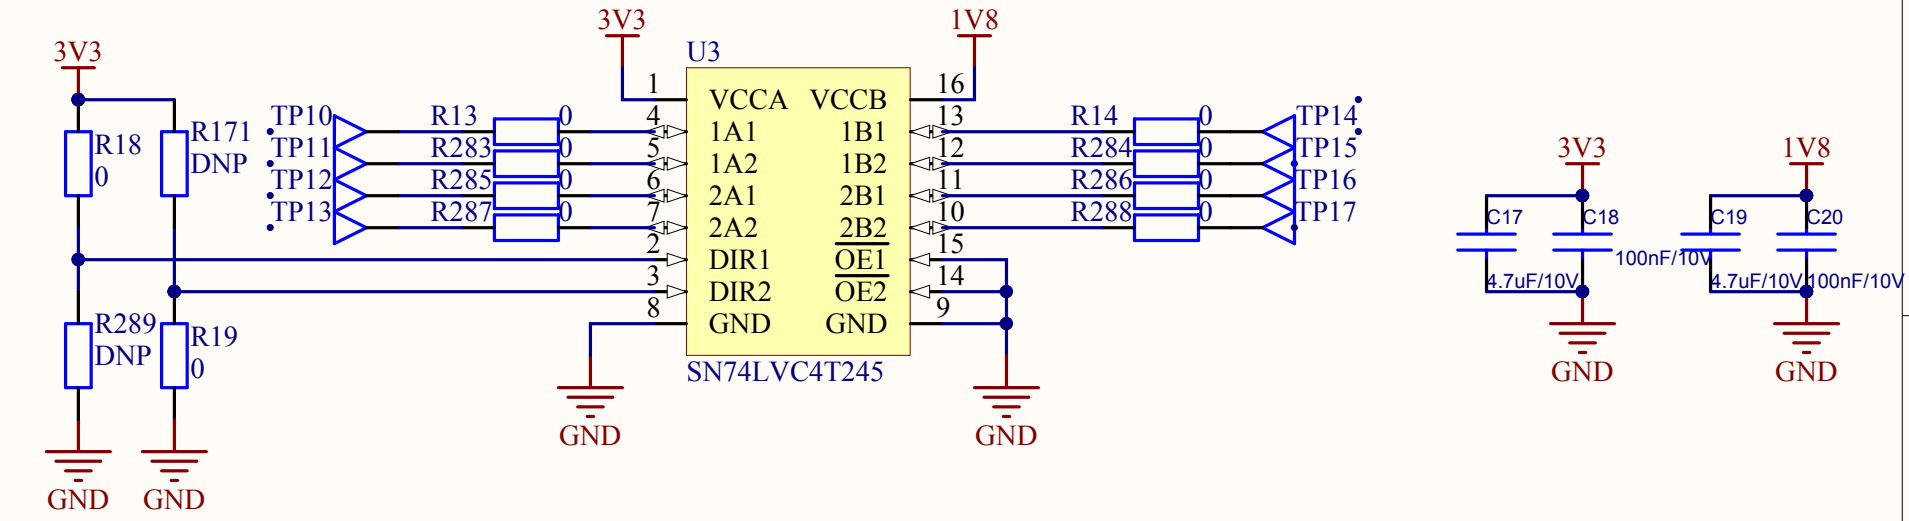 3V3
R18
0
R171
DNP
R289
DNP
R19
0
GND
GND
TP10
TP11
TP12
TP13
R13
0
R283
0
R285
0
R287
0
3V3
U3
1
4
5
6
7
2
3
8
VCCA
1A1
1A2
2A1
2A2
DIR1
DIR2
GND
VCCB
1B1
1B2
2B1
2B2
OE1
OE2
GND
16
13
12
11
10
15
14
9
SN74LVC4T245
GND
1V8
R14
0
R284
0
R286
0
R288
0
TP14
TP15
TP16
TP17
GND
3V3
C17
4.7uF/10V
C18
100nF/10V
GND
1V8
C19
4.7uF/10V
C20
100nF/10V
GND